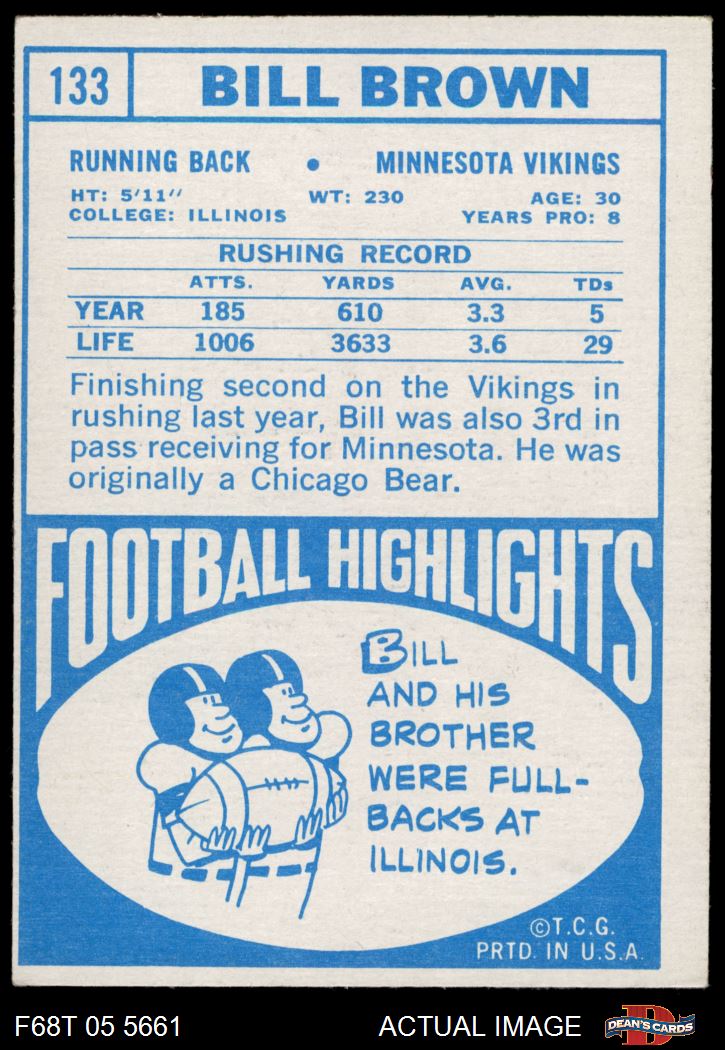 133 BILL BROWN
RUNNING BACK • MINNESOTA VIKINGS
HT: 5'11" WT: 230 AGE: 30
COLLEGE: ILLINOIS YEARS PRO: 8
RUSHING RECORD
ATTS. YARDS AVG. TDs
YEAR 185 610 3.3 5
LIFE 1006 3633 3.6 29
Finishing second on the Vikings in
rushing last year, Bill was also 3rd in
pass receiving for Minnesota. He was
originally a Chicago Bear.
FOOTBALL HIGHLIGHTS
BILL
AND HIS
BROTHER
WERE FULL-
BACKS AT
ILLINOIS.
©T.C.G.
PRTD. IN U.S.A.
F68T 05 5661 ACTUAL IMAGE D DEAN'S CARDS